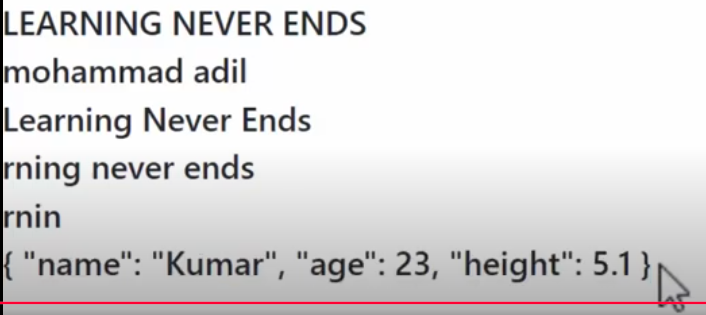 LEARNING NEVER ENDS
mohammad adil
Learning Never Ends
rning never ends
rnin
{ "name": "Kumar", "age": 23, "height": 5.1 }